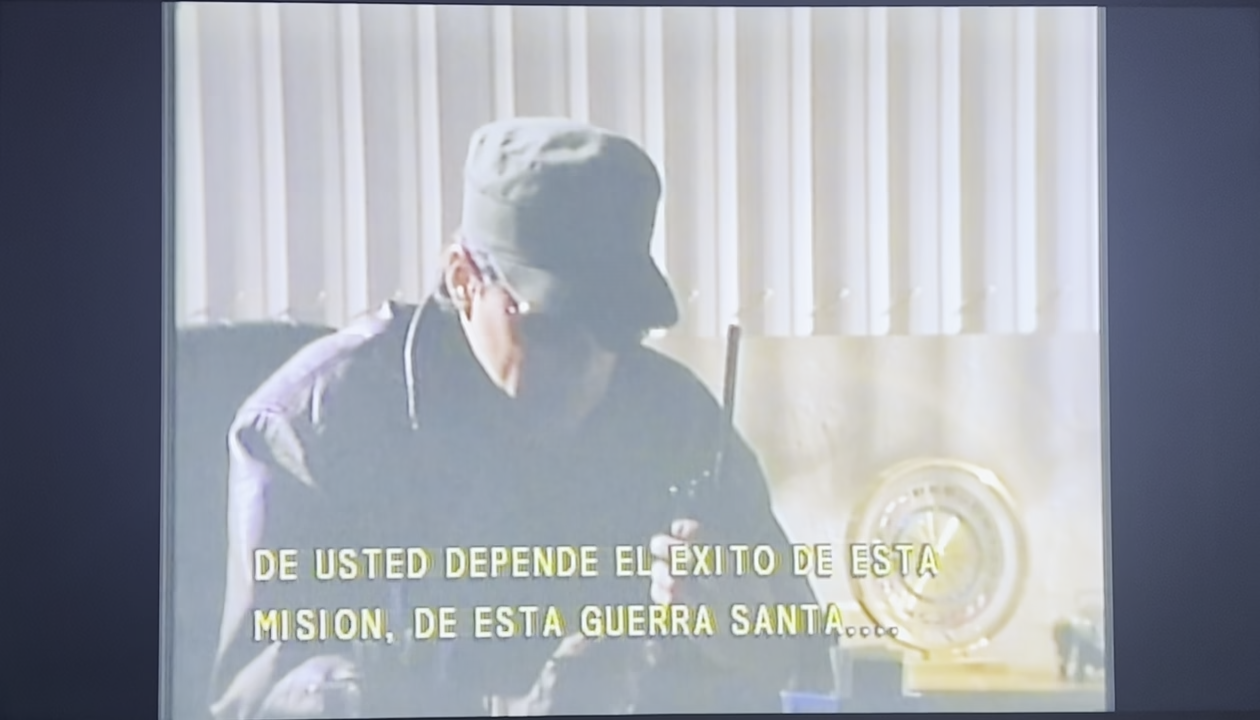 DE USTED DEPENDE EL EXITO DE ESTA
MISION, DE ESTA GUERRA SANTA....